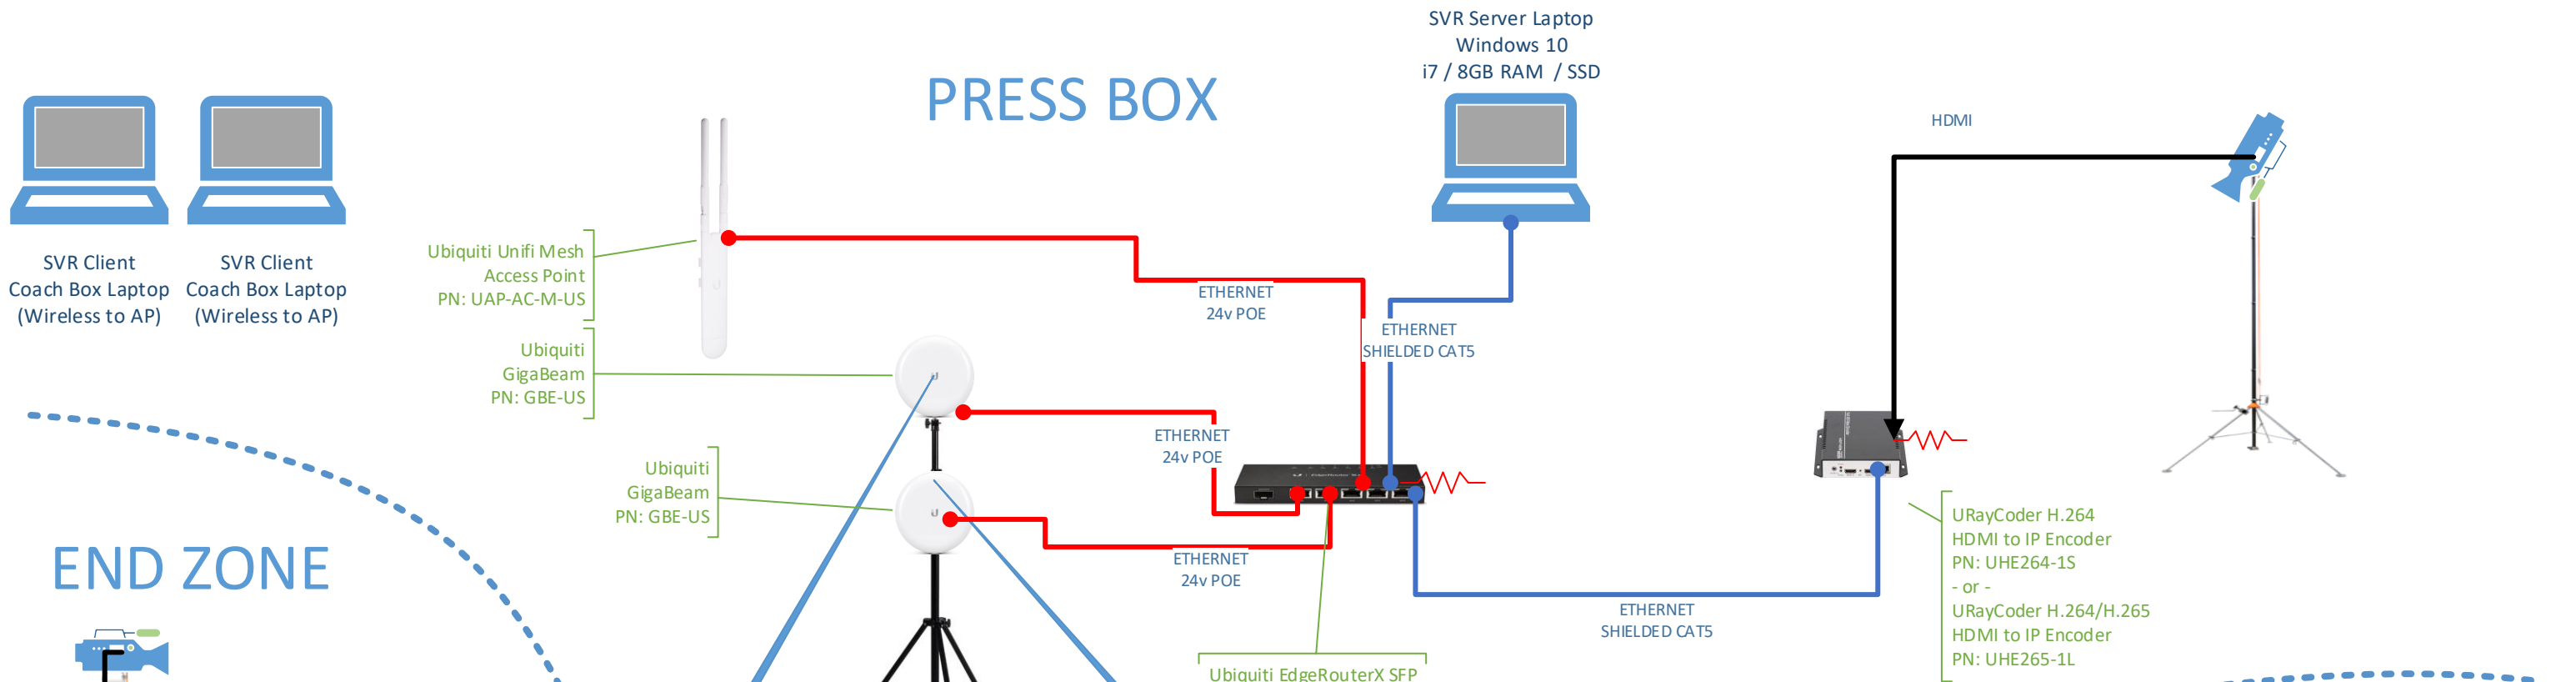 SVR Server Laptop
Windows 10
i7 / 8GB RAM / SSD
PRESS BOX
HDMI
SVR Client
Coach Box Laptop
(Wireless to AP)
SVR Client
Coach Box Laptop
(Wireless to AP)
Ubiquiti Unifi Mesh
Access Point
PN: UAP-AC-M-US
ETHERNET
24v POE
ETHERNET
SHIELDED CAT5
Ubiquiti
GigaBeam
PN: GBE-US
ETHERNET
24v POE
Ubiquiti
GigaBeam
PN: GBE-US
ETHERNET
24v POE
URayCoder H.264
HDMI to IP Encoder
PN: UHE264-1S
- or -
URayCoder H.264/H.265
HDMI to IP Encoder
PN: UHE265-1L
END ZONE
ETHERNET
SHIELDED CAT5
Ubiquiti EdgeRouterX SFP